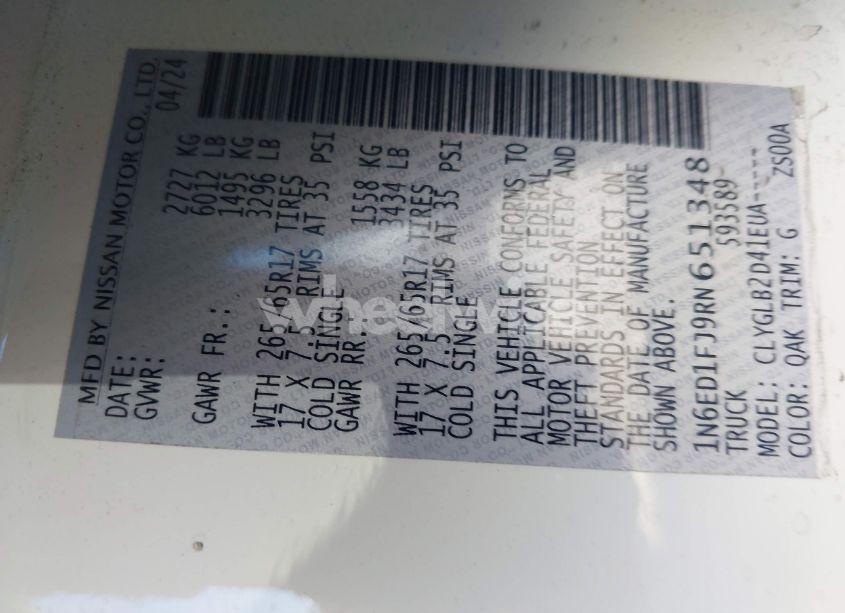 MFD BY NISSAN MOTOR CO., LTD.
DATE: 04/24
GVWR: 2727 KG
6012 LB
GAWR FR.: 1495 KG
3296 LB
WITH 265/65R17 TIRES
17 X 7.5 RIMS AT 35 PSI
COLD SINGLE
GAWR RR.: 1558 KG
3434 LB
WITH 265/65R17 TIRES
17 X 7.5 RIMS AT 35 PSI
COLD SINGLE
THIS VEHICLE CONFORMS TO
ALL APPLICABLE FEDERAL
MOTOR VEHICLE SAFETY AND
THEFT PREVENTION
STANDARDS IN EFFECT ON
THE DATE OF MANUFACTURE
SHOWN ABOVE.
1N6ED1FJ9RN651348
TRUCK 593589
MODEL: CLYGLB2D41EUA-----
COLOR: QAK TRIM: G ZS00A